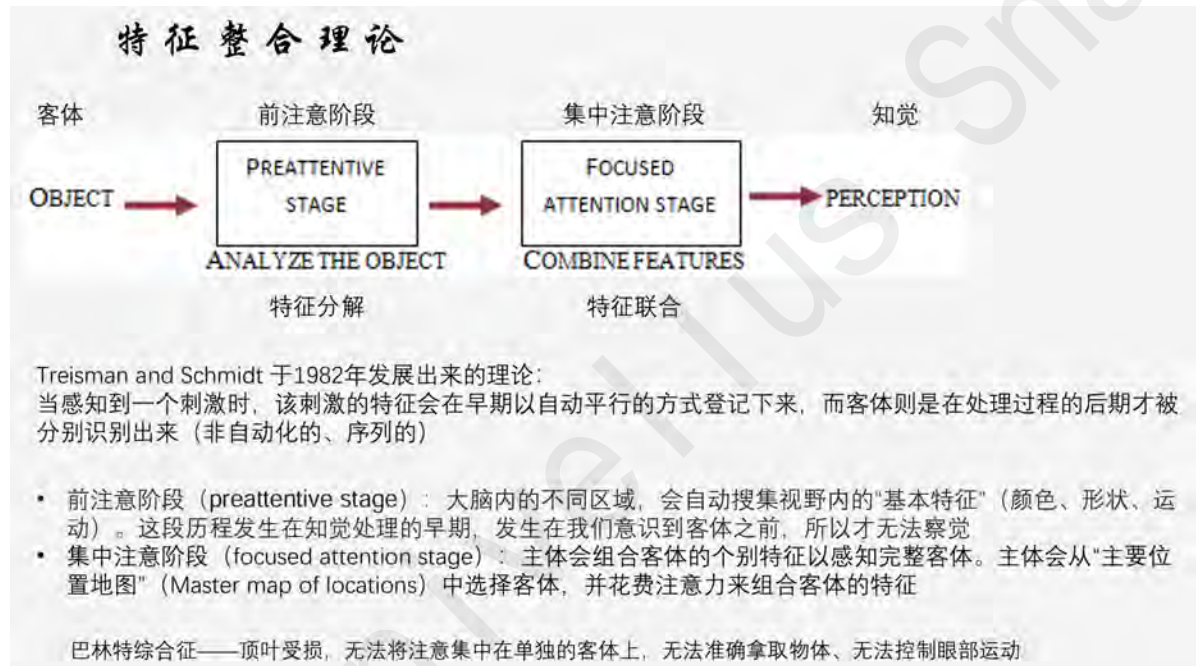 特征整合理论
客体 前注意阶段 集中注意阶段 知觉
PREATTENTIVE FOCUSED
OBJECT STAGE ATTENTION STAGE PERCEPTION
ANALYZE THE OBJECT COMBINE FEATURES
特征分解 特征联合
Treisman and Schmidt 于1982年发展出来的理论：
当感知到一个刺激时，该刺激的特征会在早期以自动平行的方式登记下来，而客体则是在处理过程的后期才被
分别识别出来（非自动化的、序列的）
• 前注意阶段（preattentive stage）：大脑内的不同区域，会自动搜集视野内的“基本特征”（颜色、形状、运
动）。这段历程发生在知觉处理的早期，发生在我们意识到客体之前，所以才无法察觉
• 集中注意阶段（focused attention stage）：主体会组合客体的个别特征以感知完整客体。主体会从“主要位
置地图”（Master map of locations）中选择客体，并花费注意力来组合客体的特征
巴林特综合征——顶叶受损，无法将注意集中在单独的客体上，无法准确拿取物体、无法控制眼部运动